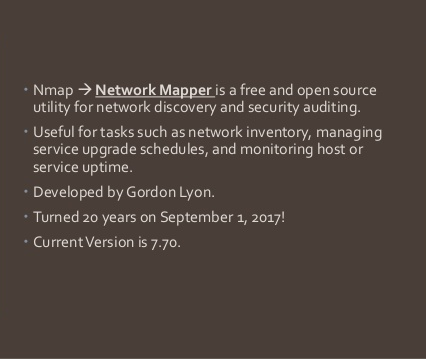 • Nmap → Network Mapper is a free and open source
utility for network discovery and security auditing.
• Useful for tasks such as network inventory, managing
service upgrade schedules, and monitoring host or
service uptime.
• Developed by Gordon Lyon.
• Turned 20 years on September 1, 2017!
• Current Version is 7.70.